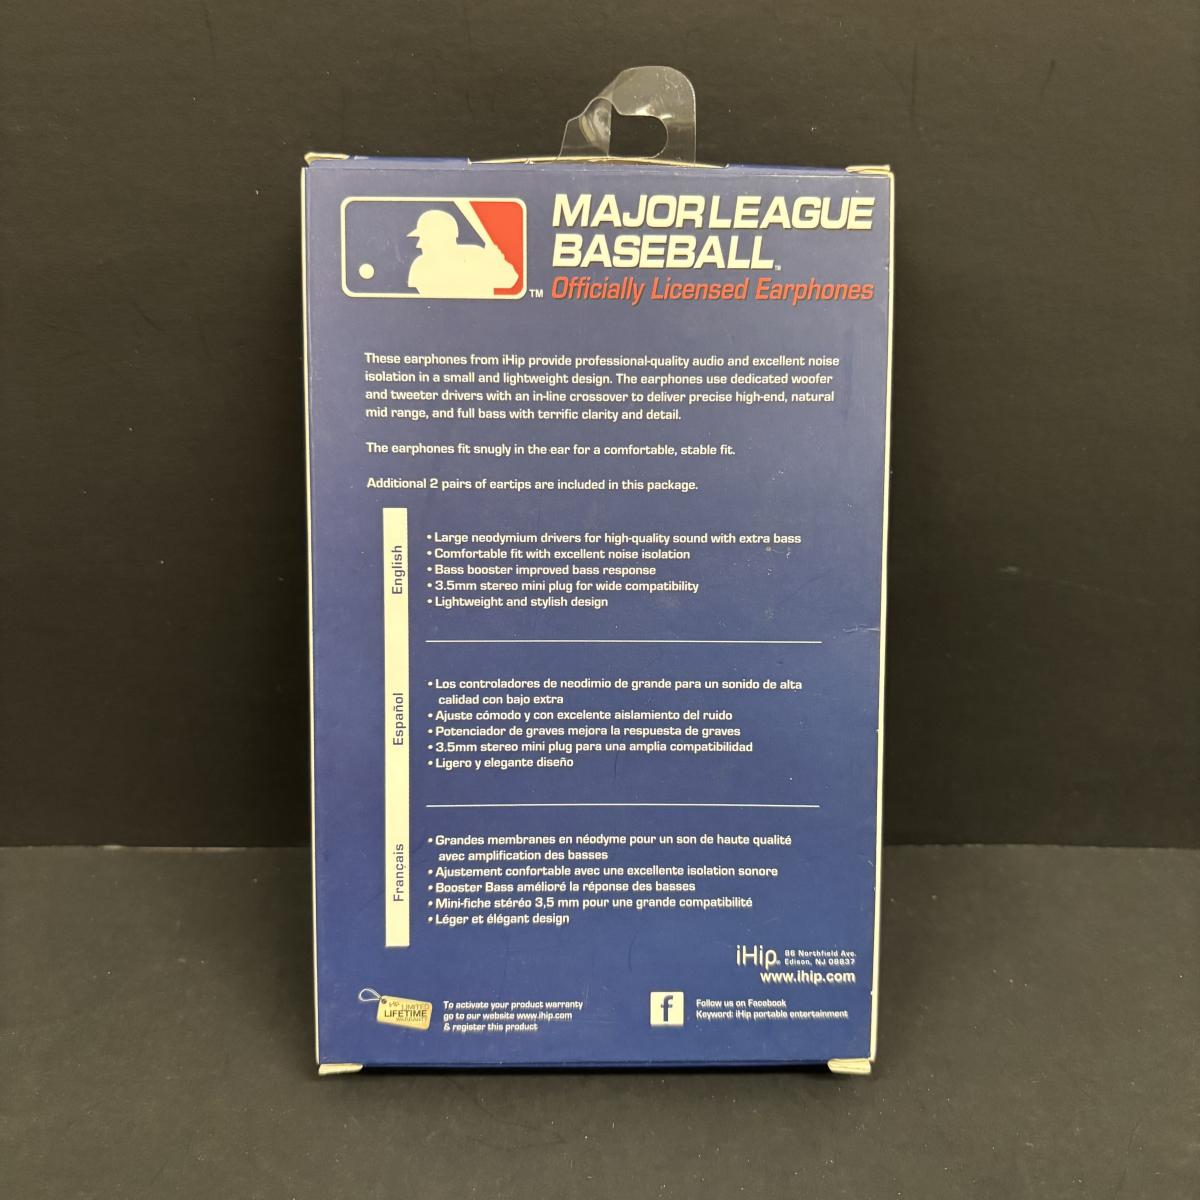 MAJOR LEAGUE
BASEBALL™
™ Officially Licensed Earphones
These earphones from iHip provide professional-quality audio and excellent noise
isolation in a small and lightweight design. The earphones use dedicated woofer
and tweeter drivers with an in-line crossover to deliver precise high-end, natural
mid range, and full bass with terrific clarity and detail.
The earphones fit snugly in the ear for a comfortable, stable fit.
Additional 2 pairs of eartips are included in this package.
English
• Large neodymium drivers for high-quality sound with extra bass
• Comfortable fit with excellent noise isolation
• Bass booster improved bass response
• 3.5mm stereo mini plug for wide compatibility
• Lightweight and stylish design
Español
• Los controladores de neodimio de grande para un sonido de alta
calidad con bajo extra
• Ajuste cómodo y con excelente aislamiento del ruido
• Potenciador de graves mejora la respuesta de graves
• 3.5mm stereo mini plug para una amplia compatibilidad
• Ligero y elegante diseño
Français
• Grandes membranes en néodyme pour un son de haute qualité
avec amplification des basses
• Ajustement confortable avec une excellente isolation sonore
• Booster Bass amélioré la réponse des basses
• Mini-fiche stéréo 3,5 mm pour une grande compatibilité
• Léger et élégant design
iHip®
86 Northfield Ave.
Edison, NJ 08837
www.ihip.com
iHip LIMITED
LIFETIME
WARRANTY
To activate your product warranty
go to our website www.ihip.com
& register this product
f
Follow us on Facebook
Keyword: iHip portable entertainment